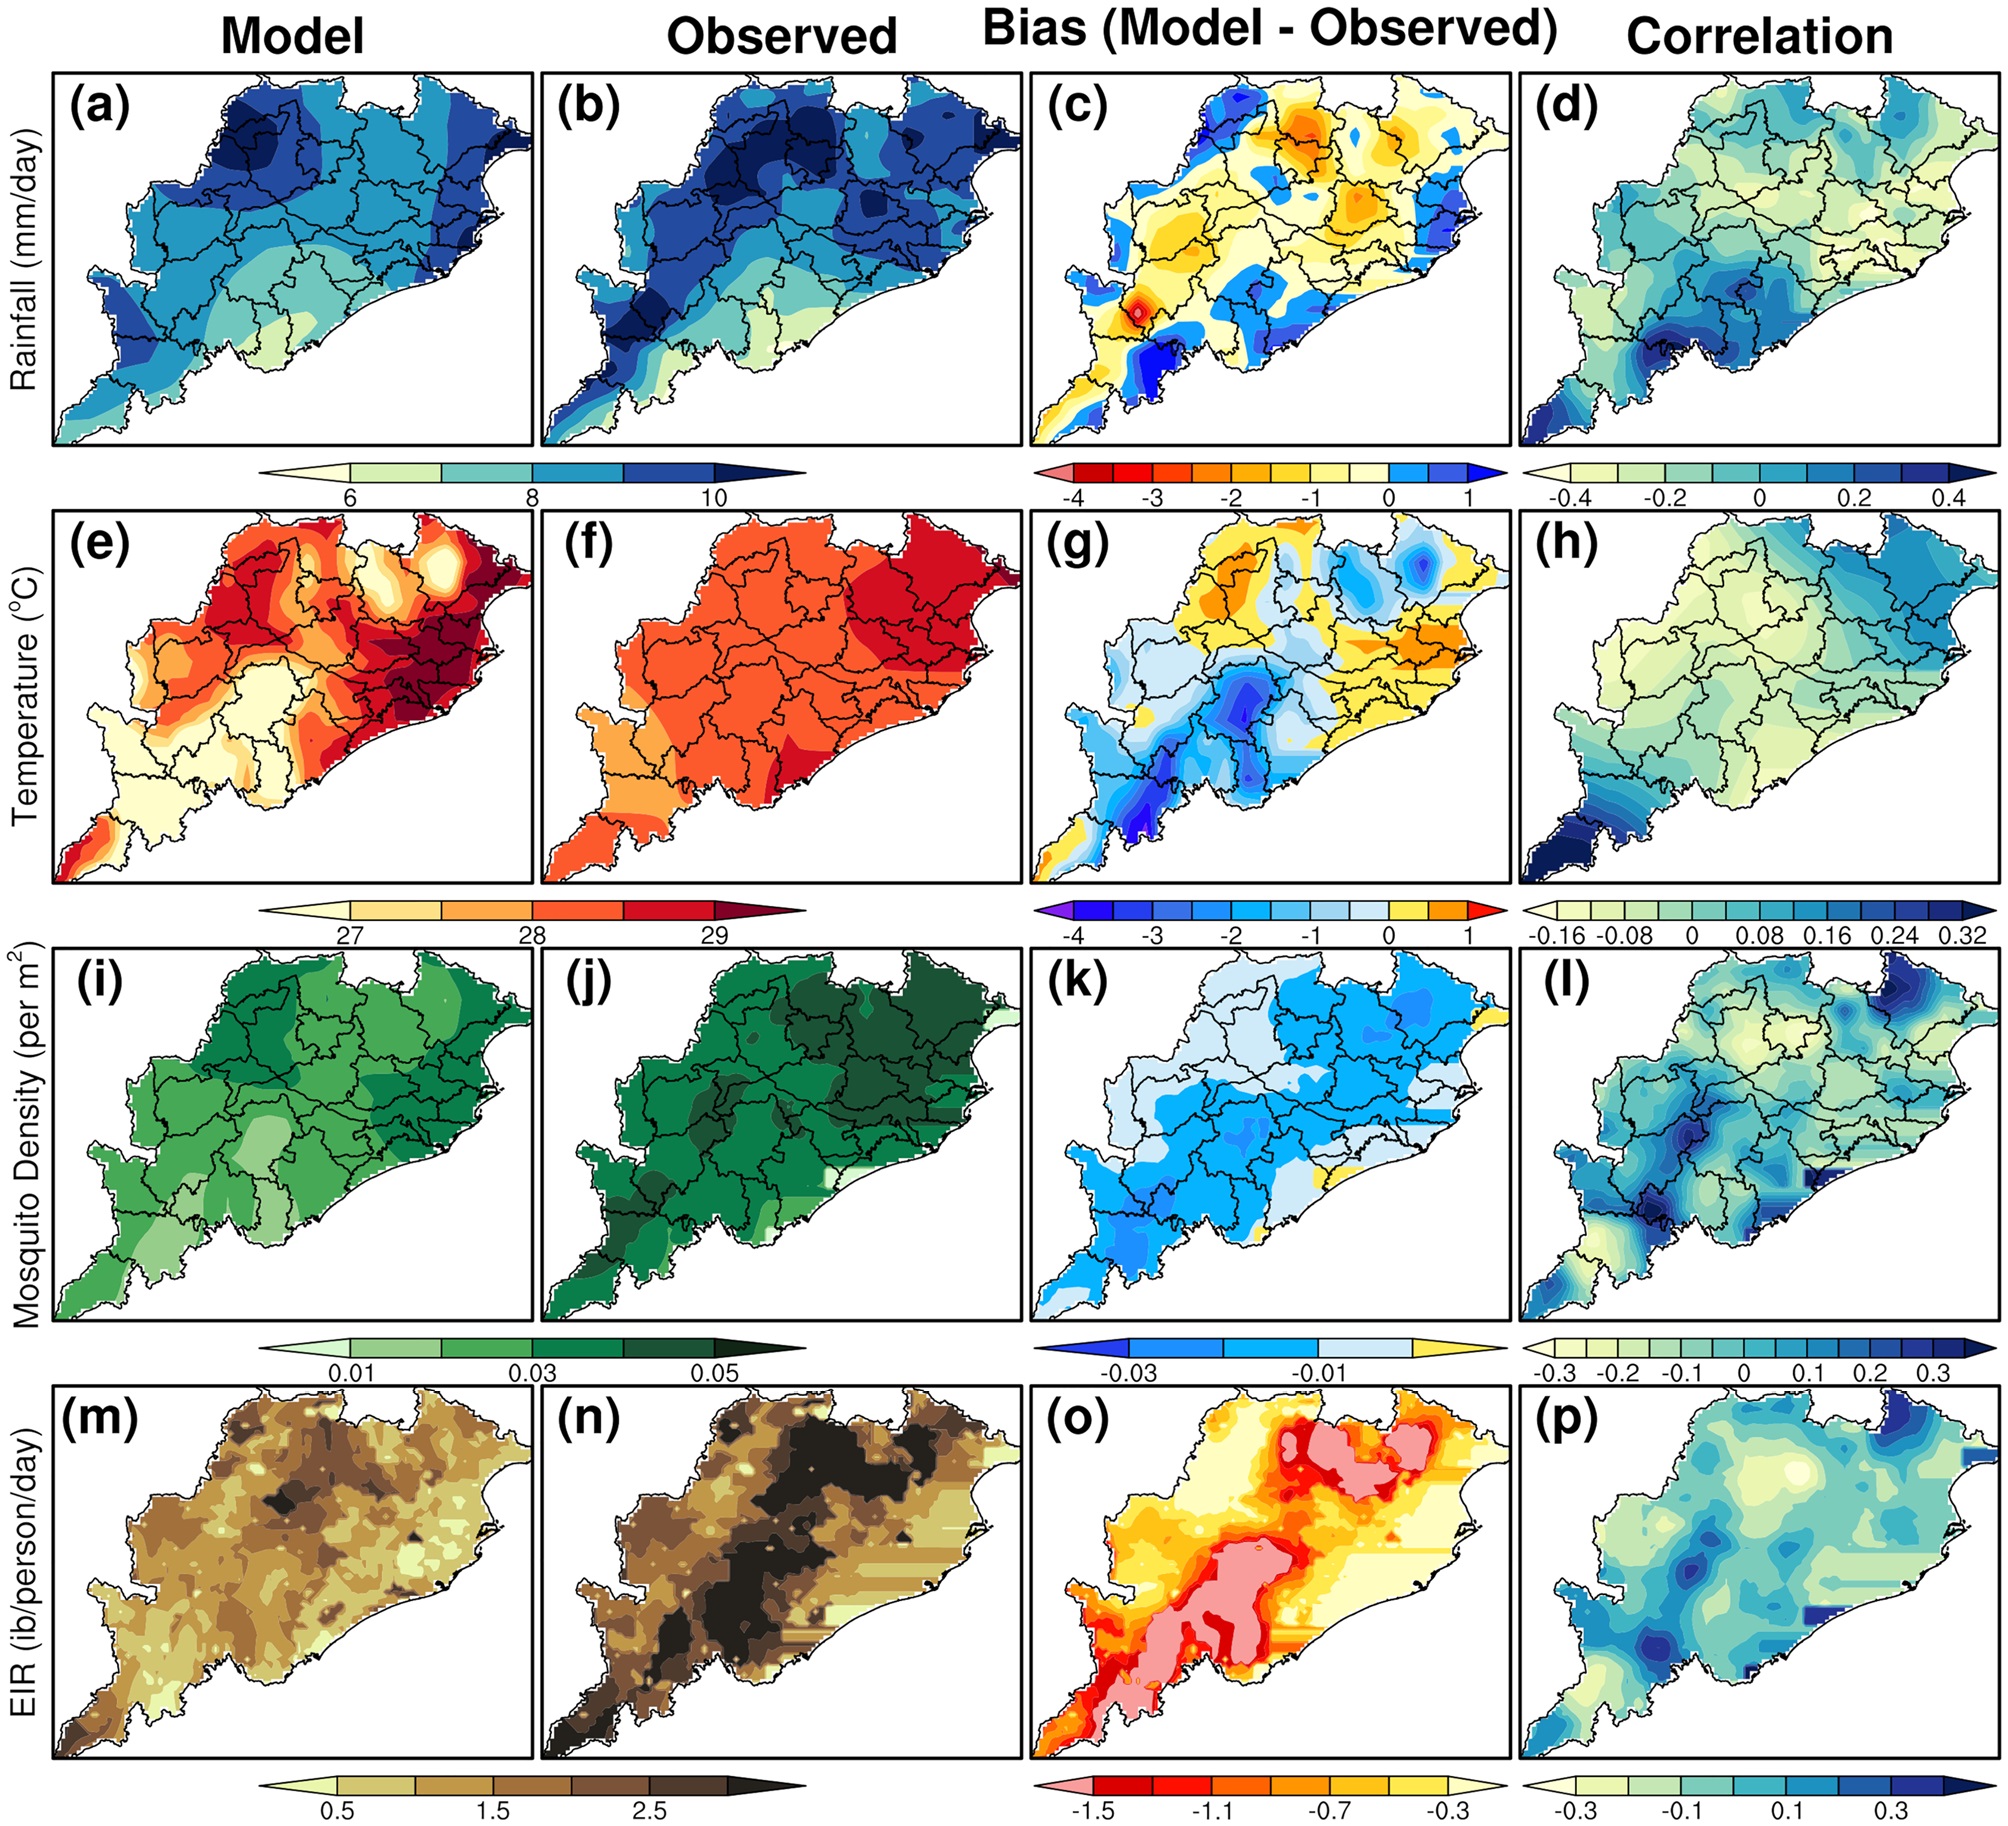 Model Observed Bias (Model - Observed) Correlation
Rainfall (mm/day)
(a) (b) (c) (d)
6 8 10
-4 -3 -2 -1 0 1
-0.4 -0.2 0 0.2 0.4
Temperature (°C)
(e) (f) (g) (h)
27 28 29
-4 -3 -2 -1 0 1
-0.16 -0.08 0 0.08 0.16 0.24 0.32
Mosquito Density (per m²)
(i) (j) (k) (l)
0.01 0.03 0.05
-0.03 -0.01
-0.3 -0.2 -0.1 0 0.1 0.2 0.3
EIR (ib/person/day)
(m) (n) (o) (p)
0.5 1.5 2.5
-1.5 -1.1 -0.7 -0.3
-0.3 -0.1 0.1 0.3